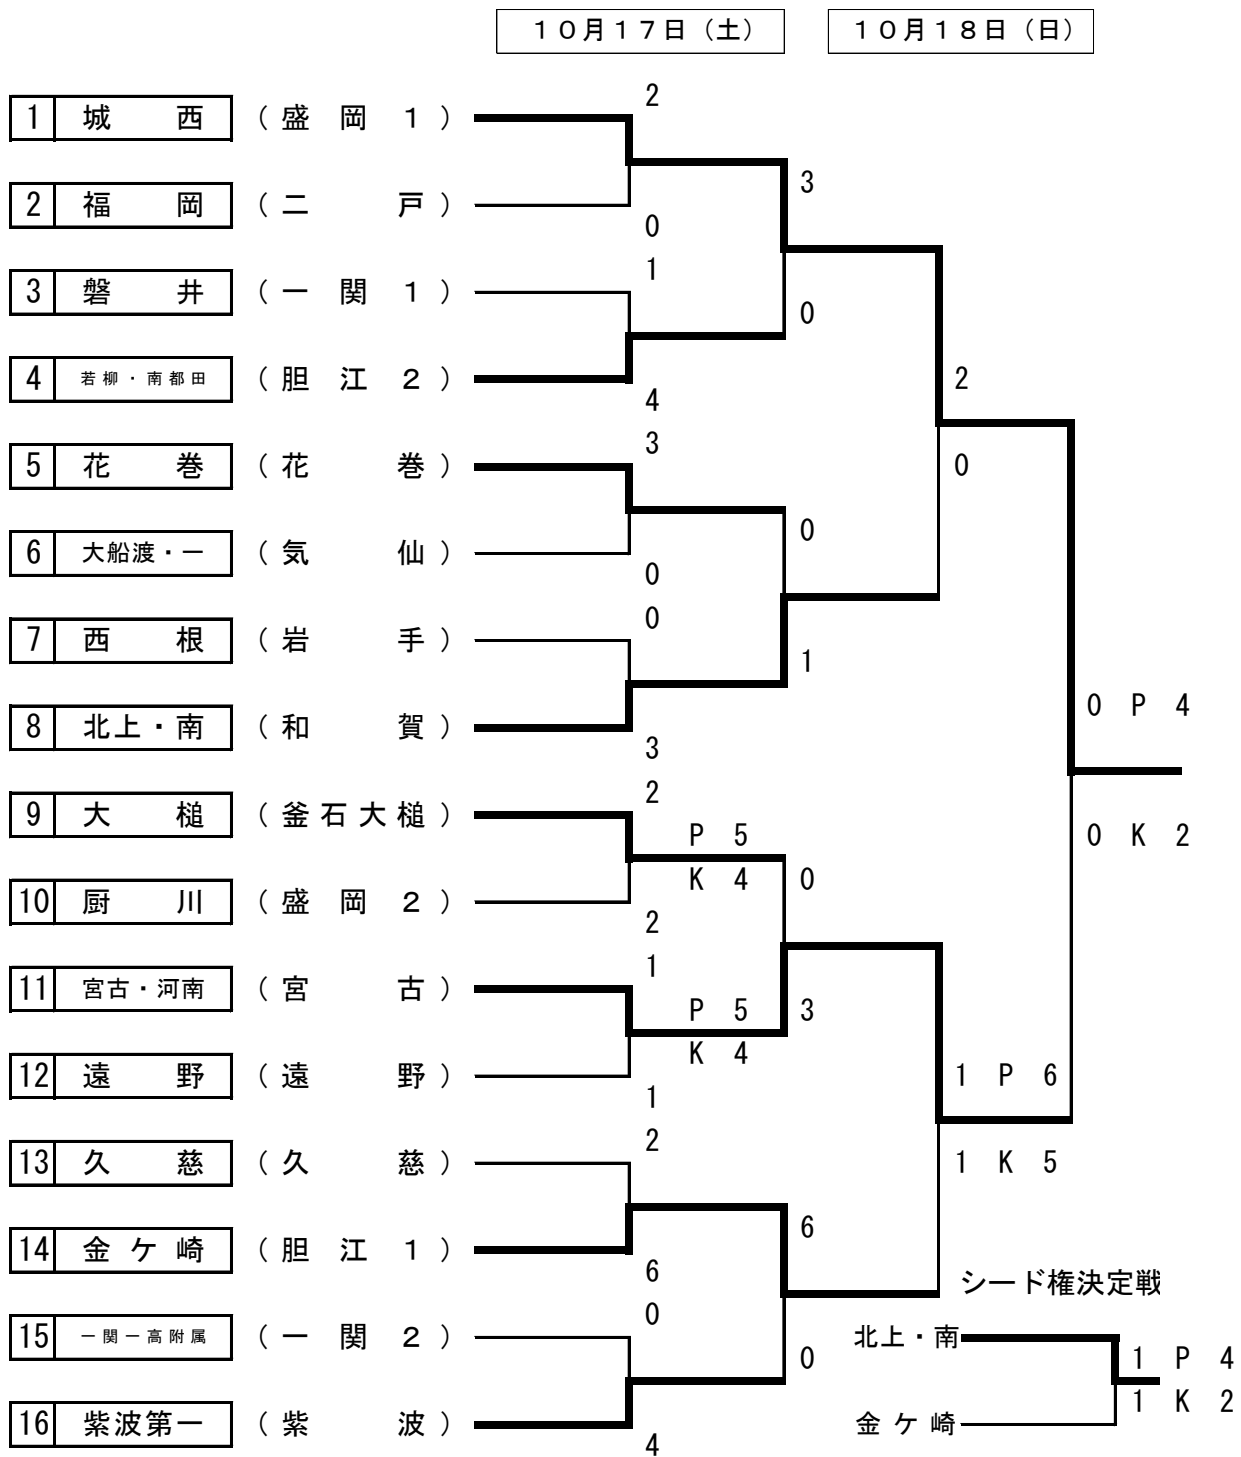 １０月１７日（土） １０月１８日（日）
2
1 城西 （盛岡１）
3
2 福岡 （二戸）
0
1
3 磐井 （一関１）
0
4 若柳・南都田 （胆江２） 2
4
3
5 花巻 （花巻） 0
0
6 大船渡・一 （気仙）
0
0
7 西根 （岩手）
1
0 P 4
8 北上・南 （和賀）
3
2
9 大槌 （釜石大槌）
P 5 0 K 2
K 4 0
10 厨川 （盛岡２）
2
1
11 宮古・河南 （宮古）
P 5 3
K 4
12 遠野 （遠野） 1 P 6
1
2
13 久慈 （久慈） 1 K 5
6
14 金ケ崎 （胆江１）
6 シード権決定戦
0
15 一関一高附属 （一関２） 北上・南
0 1 P 4
1 K 2
16 紫波第一 （紫波） 金ケ崎
4